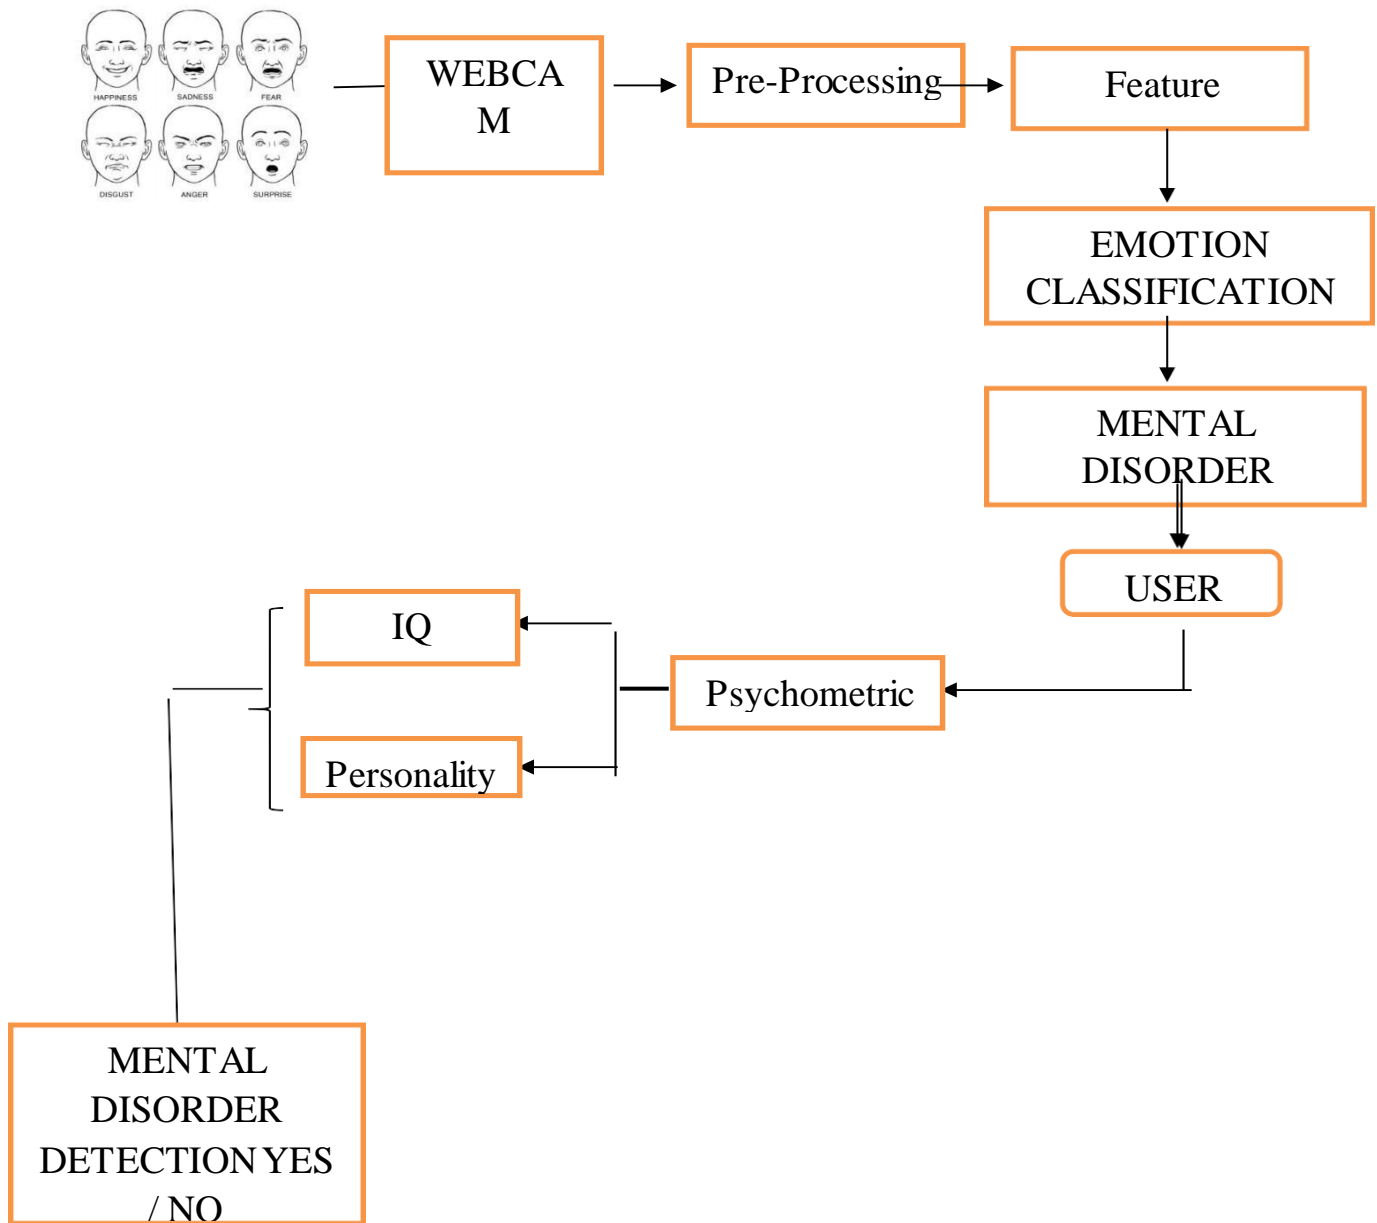 HAPPINESS
SADNESS
FEAR
DISGUST
ANGER
SURPRISE
WEBCA
M
Pre-Processing
Feature
EMOTION
CLASSIFICATION
MENTAL
DISORDER
USER
IQ
Psychometric
Personality
MENTAL
DISORDER
DETECTION YES
/ NO